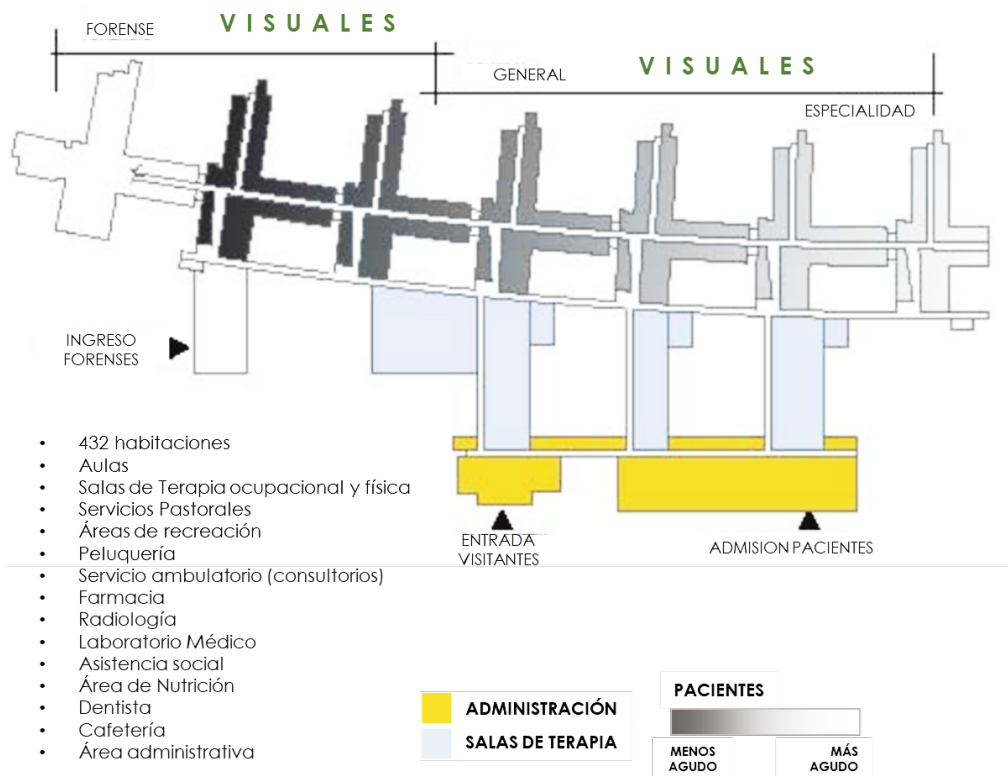 FORENSE
VISUALES
GENERAL
VISUALES
ESPECIALIDAD
INGRESO
FORENSES
• 432 habitaciones
• Aulas
• Salas de Terapia ocupacional y física
• Servicios Pastorales
• Áreas de recreación
• Peluquería
• Servicio ambulatorio (consultorios)
• Farmacia
• Radiología
• Laboratorio Médico
• Asistencia social
• Área de Nutrición
• Dentista
• Cafetería
• Área administrativa
ENTRADA
VISITANTES
ADMISION PACIENTES
ADMINISTRACIÓN
SALAS DE TERAPIA
PACIENTES
MENOS
AGUDO
MÁS
AGUDO